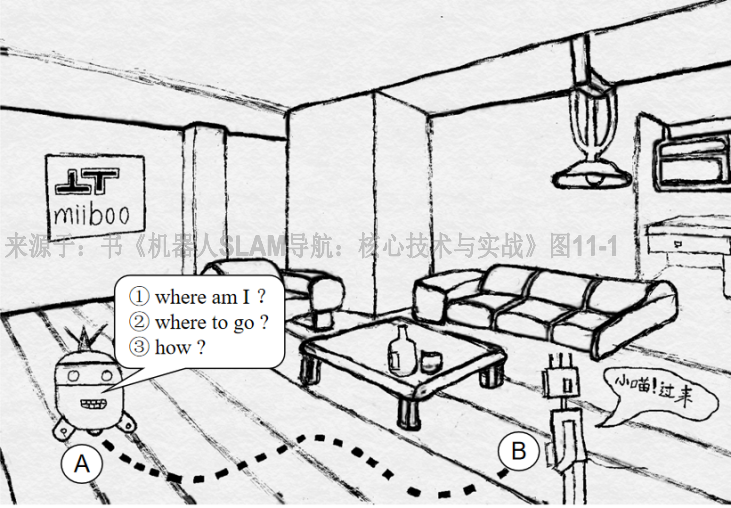 miiboo
来源于：书《机器人SLAM导航：核心技术与实战》图11-1
① where am I ?
② where to go ?
③ how ?
小喵!过来
A
B